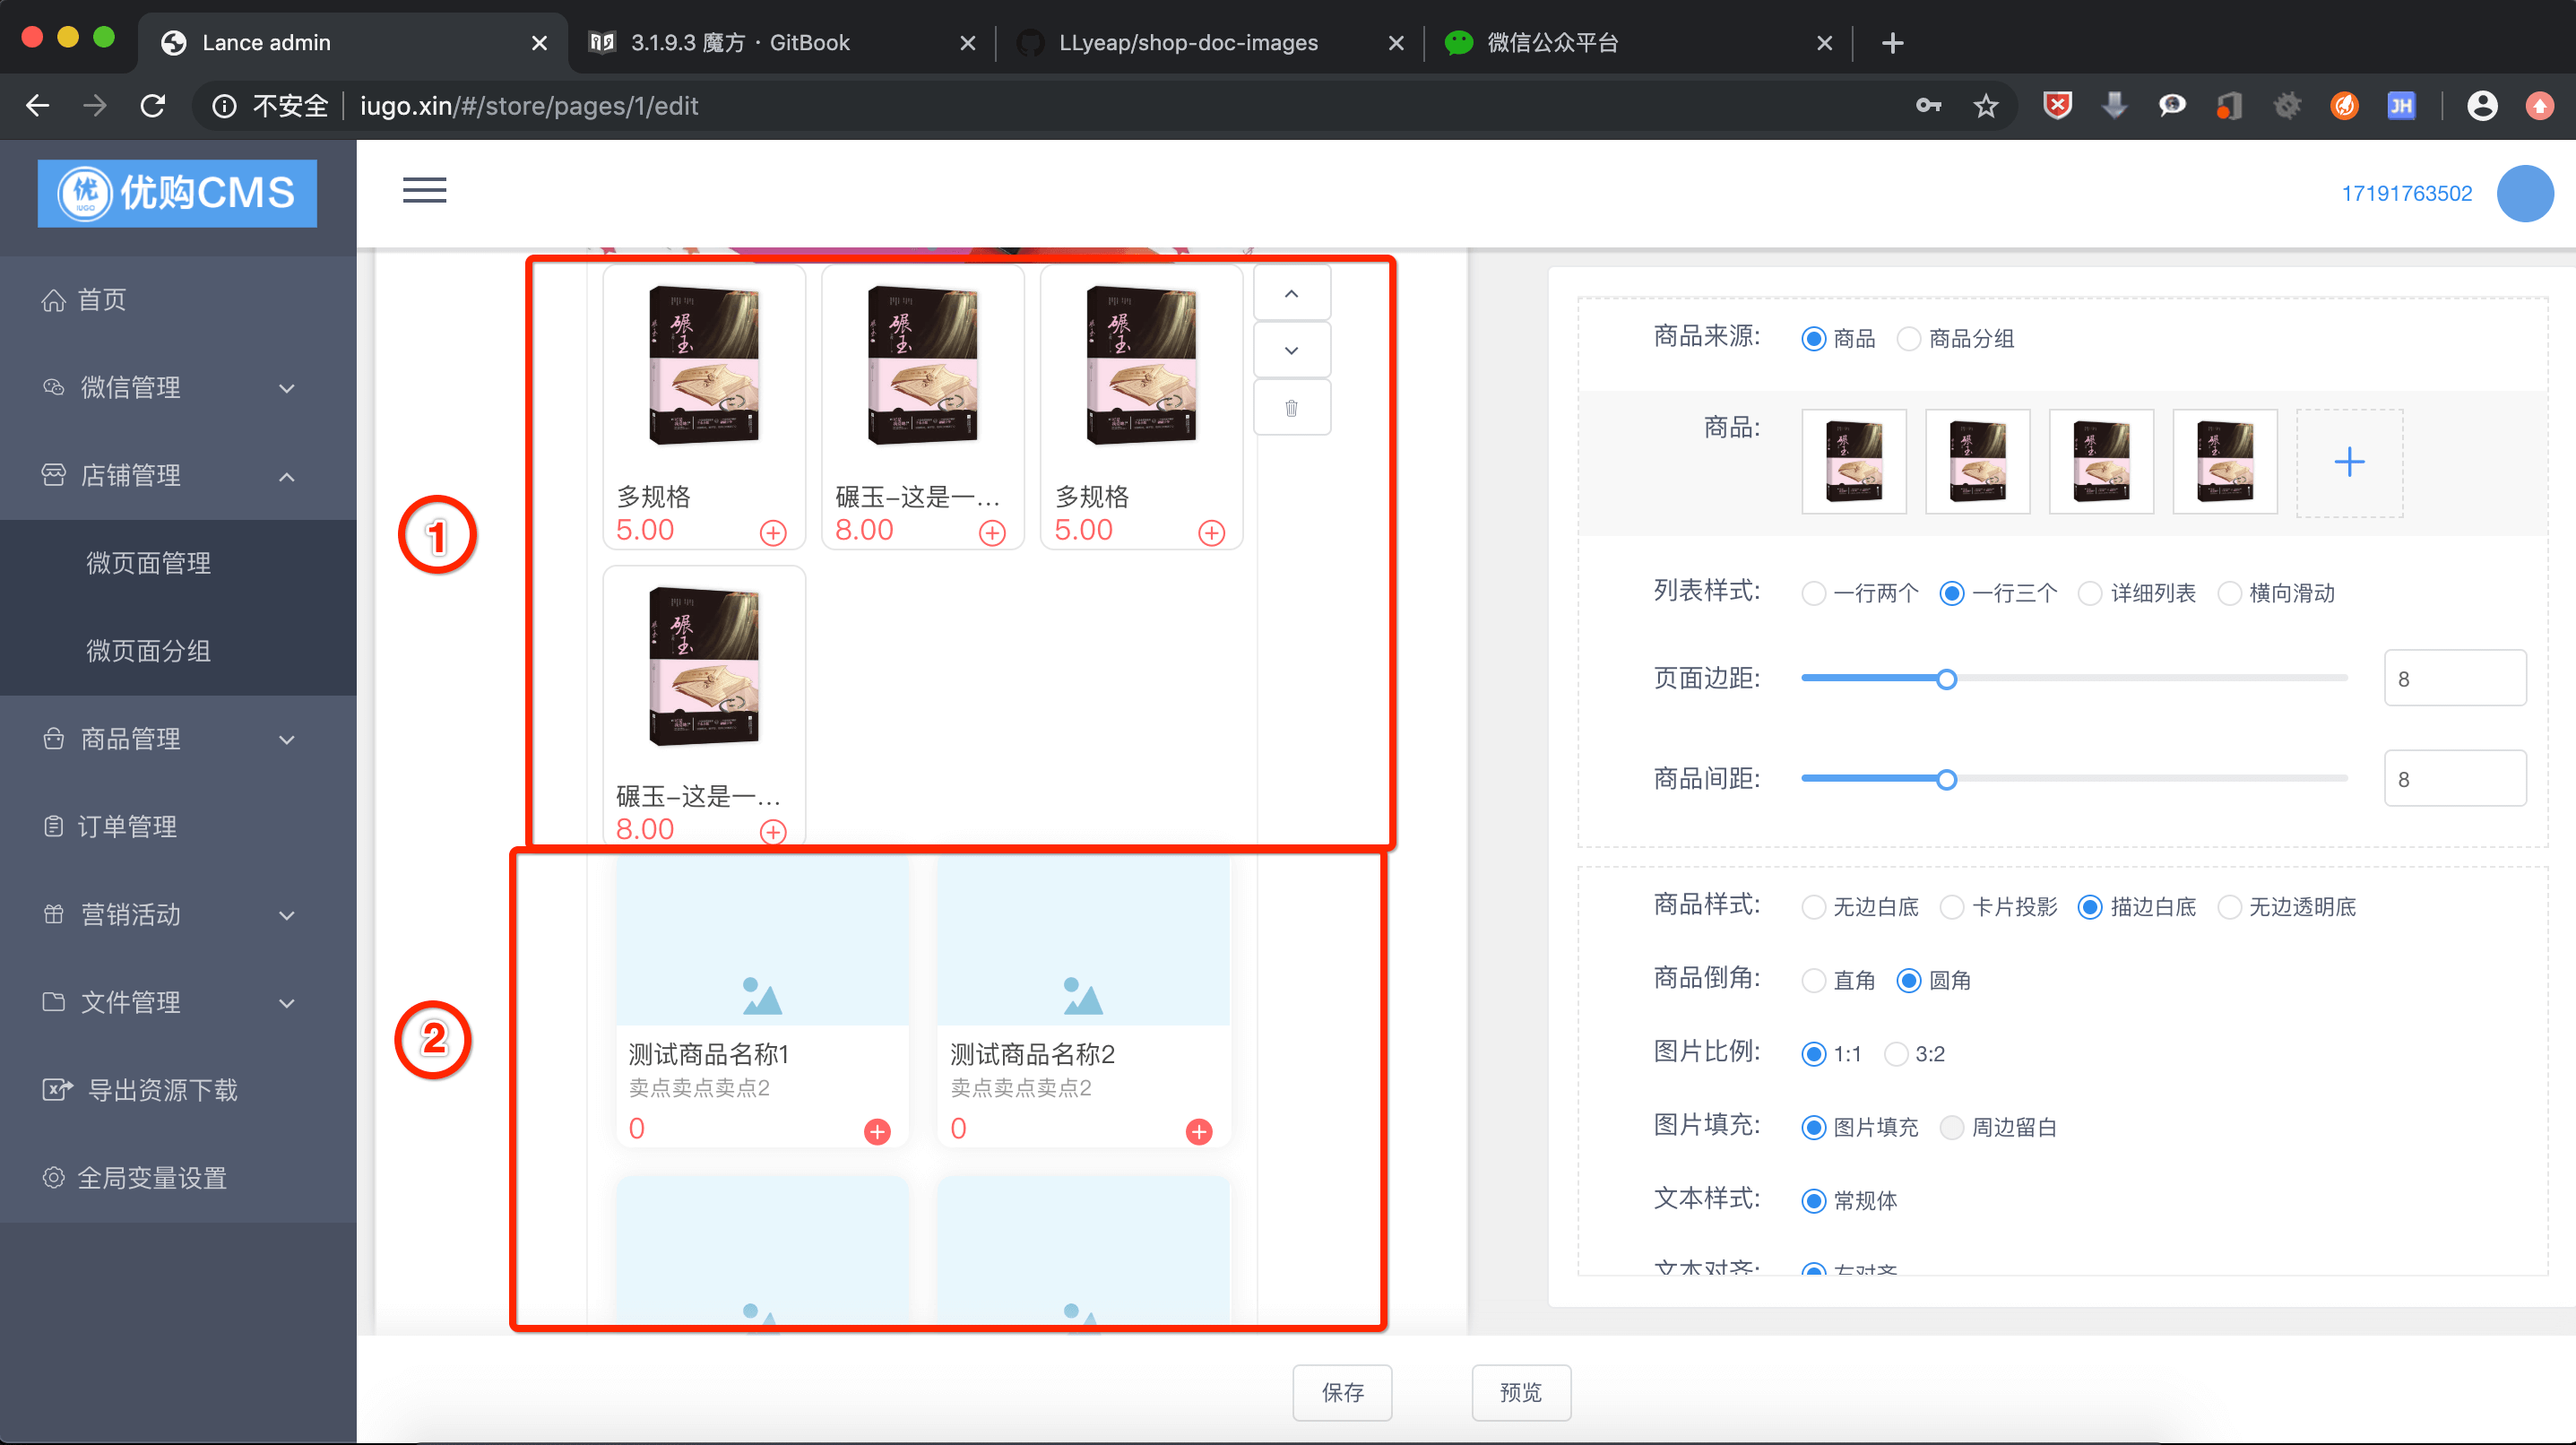 Lance admin
3.1.9.3 魔方 · GitBook
LLyeap/shop-doc-images
微信公众平台
不安全
iugo.xin/#/store/pages/1/edit
JH
优
IUGO
优购CMS
17191763502
首页
微信管理
店铺管理
微页面管理
微页面分组
商品管理
订单管理
营销活动
文件管理
导出资源下载
全局变量设置
1
碾玉
碾玉
碾玉
多规格
5.00
碾玉-这是一...
8.00
多规格
5.00
碾玉
碾玉-这是一...
8.00
2
测试商品名称1
卖点卖点卖点2
0
测试商品名称2
卖点卖点卖点2
0
商品来源: 商品 商品分组
商品:
列表样式: 一行两个 一行三个 详细列表 横向滑动
页面边距: 8
商品间距: 8
商品样式: 无边白底 卡片投影 描边白底 无边透明底
商品倒角: 直角 圆角
图片比例: 1:1 3:2
图片填充: 图片填充 周边留白
文本样式: 常规体
文本对齐: 左对齐
保存 预览